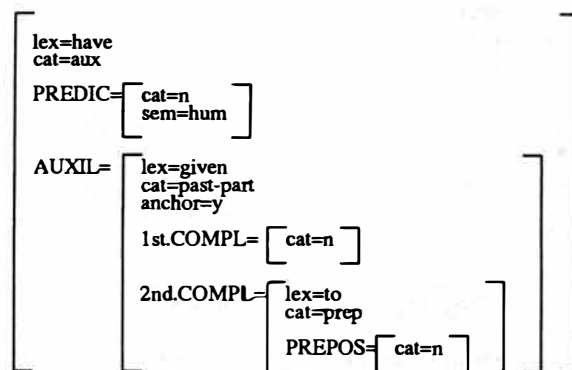 lex=have
cat=aux
PREDIC= cat=n
sem=hum
AUXIL= lex=given
cat=past-part
anchor=y
1st.COMPL= cat=n
2nd.COMPL= lex=to
cat=prep
PREPOS= cat=n